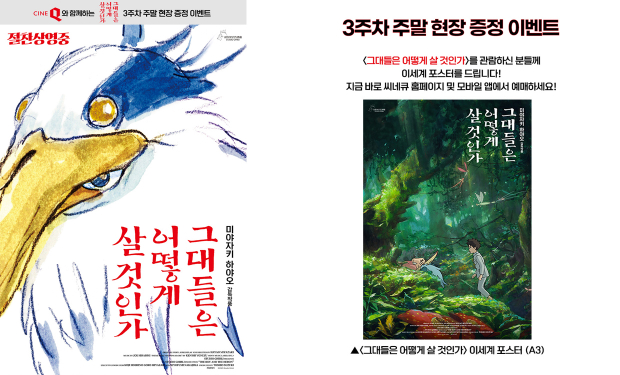 CINE Q 와 함께하는 그대들은 어떻게 살 것인가 3주차 주말 현장 증정 이벤트
절찬상영중
그대들은
어떻게
살 것인가
미야자키 하야오 감독작품
3주차 주말 현장 증정 이벤트
<그대들은 어떻게 살 것인가>를 관람하신 분들께
이세계 포스터를 드립니다!
지금 바로 씨네큐 홈페이지 및 모바일 앱에서 예매하세요!
그대들은
어떻게
살 것인가
미야자키 하야오
▲<그대들은 어떻게 살 것인가> 이세계 포스터 (A3)